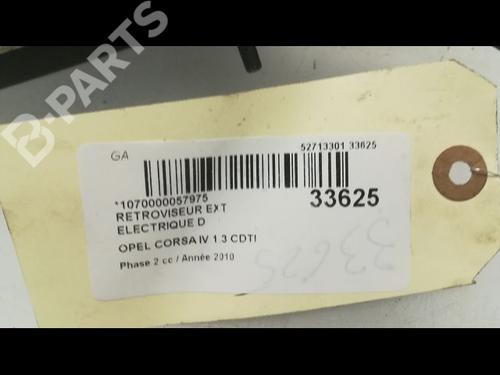 B-PARTS
GA
52713301 33625
*1070000057975
33625
RETROVISEUR EXT
ELECTRIQUE D
OPEL CORSA IV 1.3 CDTI
Phase 2 cc / Année 2010
33625